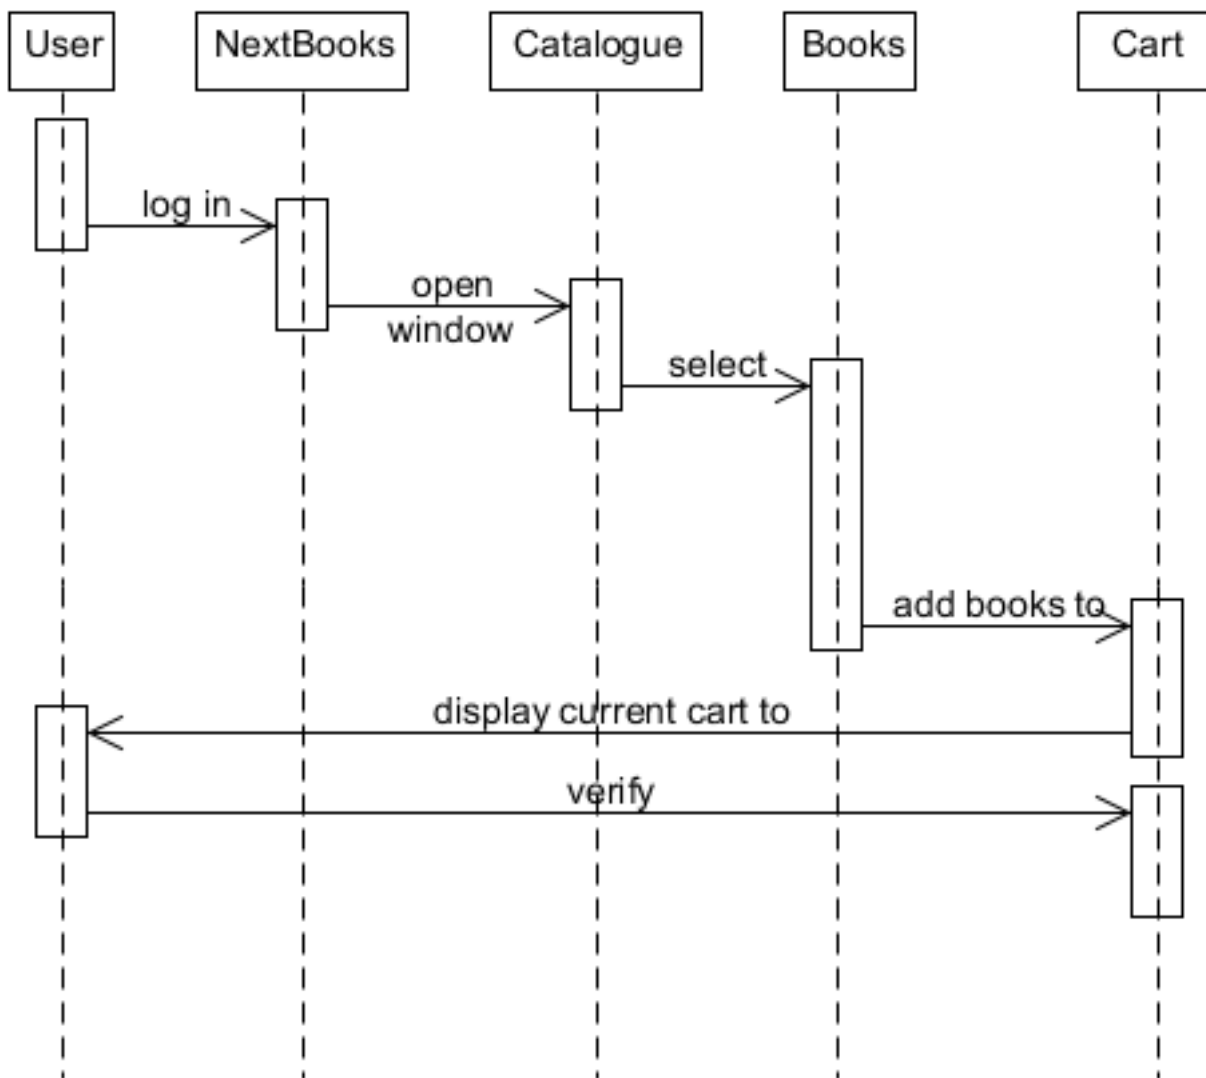 User
NextBooks
Catalogue
Books
Cart
log in
open
window
select
add books to
display current cart to
verify